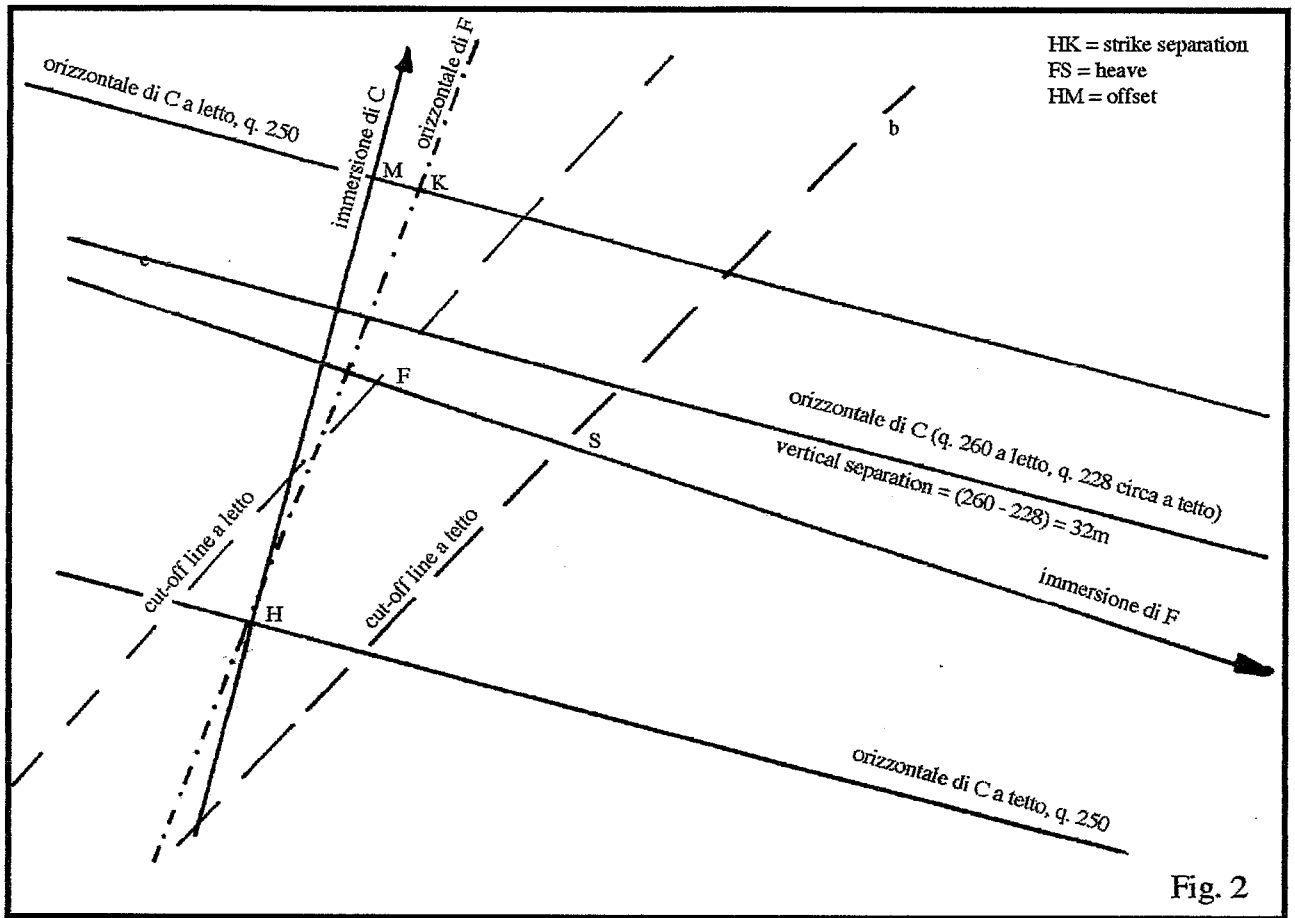 HK = strike separation
FS = heave
HM = offset
orizzontale di C a letto, q. 250
immersione di C
orizzontale di F
b
M
K
c
F
S
orizzontale di C (q. 260 a letto, q. 228 circa a tetto)
vertical separation = (260 - 228) = 32m
cut-off line a letto
cut-off line a tetto
immersione di F
H
orizzontale di C a tetto, q. 250
Fig. 2